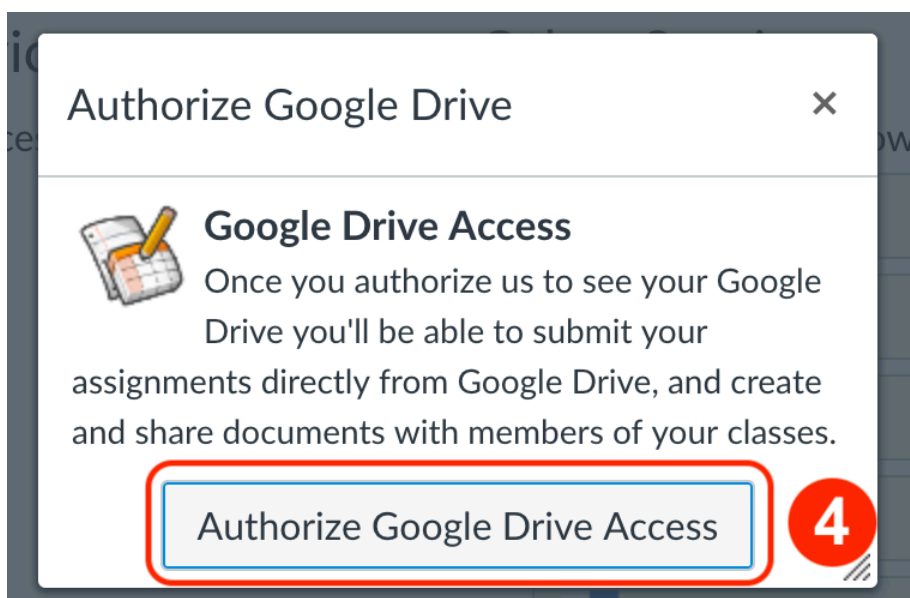 Authorize Google Drive ×
Google Drive Access
Once you authorize us to see your Google
Drive you'll be able to submit your
assignments directly from Google Drive, and create
and share documents with members of your classes.
Authorize Google Drive Access
4